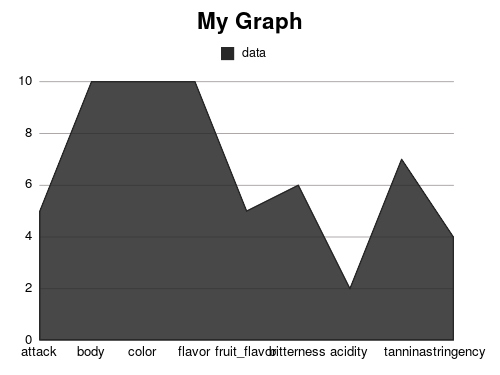 My Graph
data
10
8
6
4
2
0
attack body color flavor fruit_flavor bitterness acidity tannin astringency